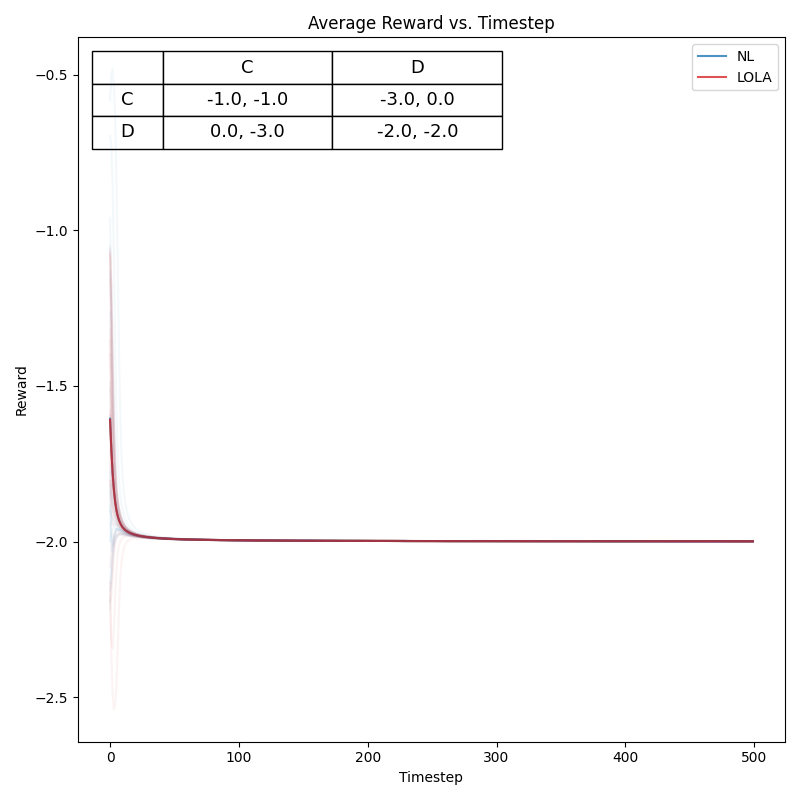 Average Reward vs. Timestep
C D
C -1.0, -1.0 -3.0, 0.0
D 0.0, -3.0 -2.0, -2.0
NL
LOLA
−0.5
−1.0
−1.5
−2.0
−2.5
Reward
0 100 200 300 400 500
Timestep